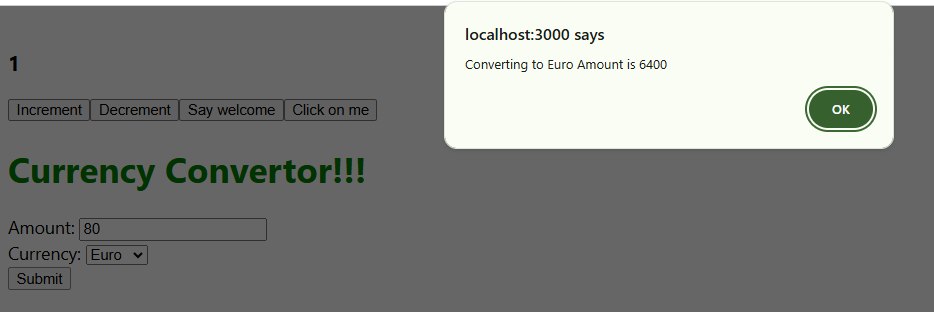 localhost:3000 says
Converting to Euro Amount is 6400
OK
1
Increment Decrement Say welcome Click on me
Currency Convertor!!!
Amount: 80
Currency: Euro
Submit